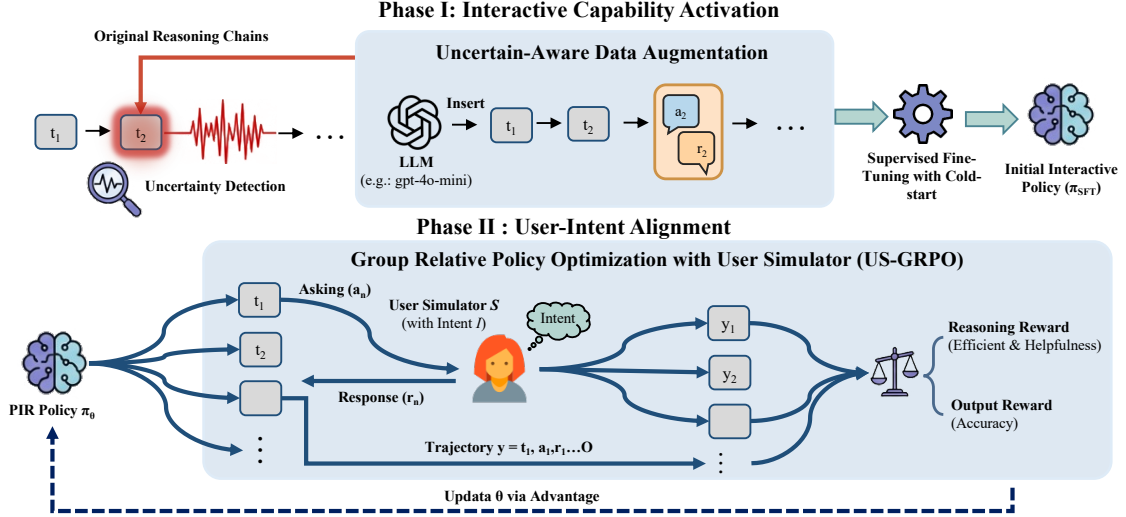 Phase I: Interactive Capability Activation
Original Reasoning Chains
Uncertain-Aware Data Augmentation
t₁
t₂
. . .
Uncertainty Detection
LLM
(e.g.: gpt-4o-mini)
Insert
t₁
t₂
a₂
r₂
. . .
Supervised Fine-
Tuning with Cold-
start
Initial Interactive
Policy (π_SFT)
Phase II : User-Intent Alignment
Group Relative Policy Optimization with User Simulator (US-GRPO)
PIR Policy π_θ
t₁
t₂
⋮
Asking (aₙ)
User Simulator S
(with Intent I)
Intent
Response (rₙ)
Trajectory y = t₁, a₁,r₁…O
y₁
y₂
⋮
Reasoning Reward
(Efficient & Helpfulness)
Output Reward
(Accuracy)
Updata θ via Advantage